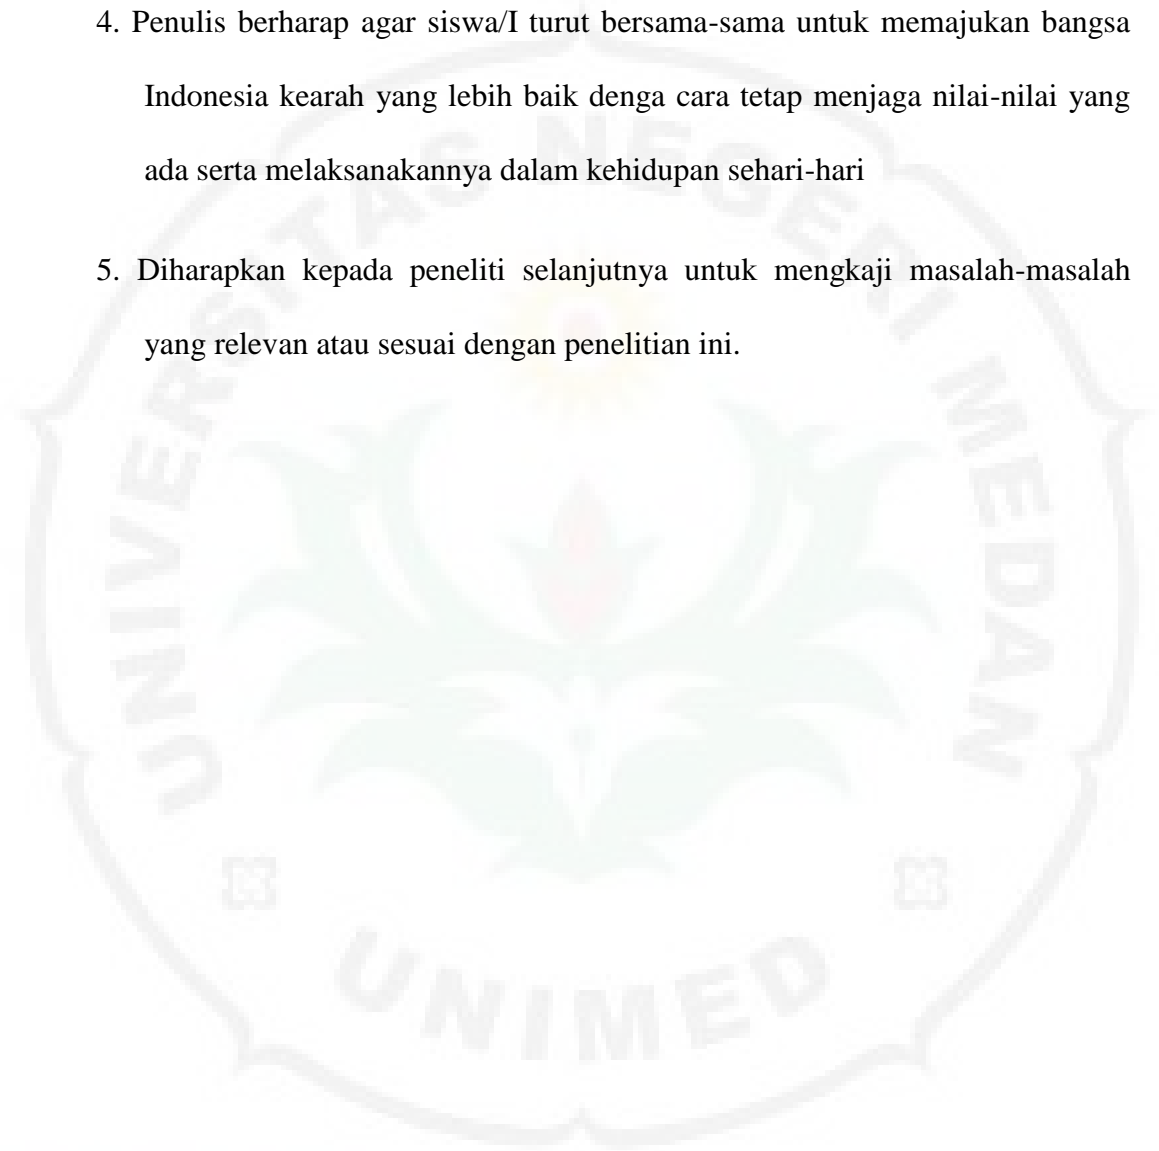 4. Penulis berharap agar siswa/I turut bersama-sama untuk memajukan bangsa
Indonesia kearah yang lebih baik denga cara tetap menjaga nilai-nilai yang
ada serta melaksanakannya dalam kehidupan sehari-hari
5. Diharapkan kepada peneliti selanjutnya untuk mengkaji masalah-masalah
yang relevan atau sesuai dengan penelitian ini.
UNIVERSITAS NEGERI MEDAN
UNIMED